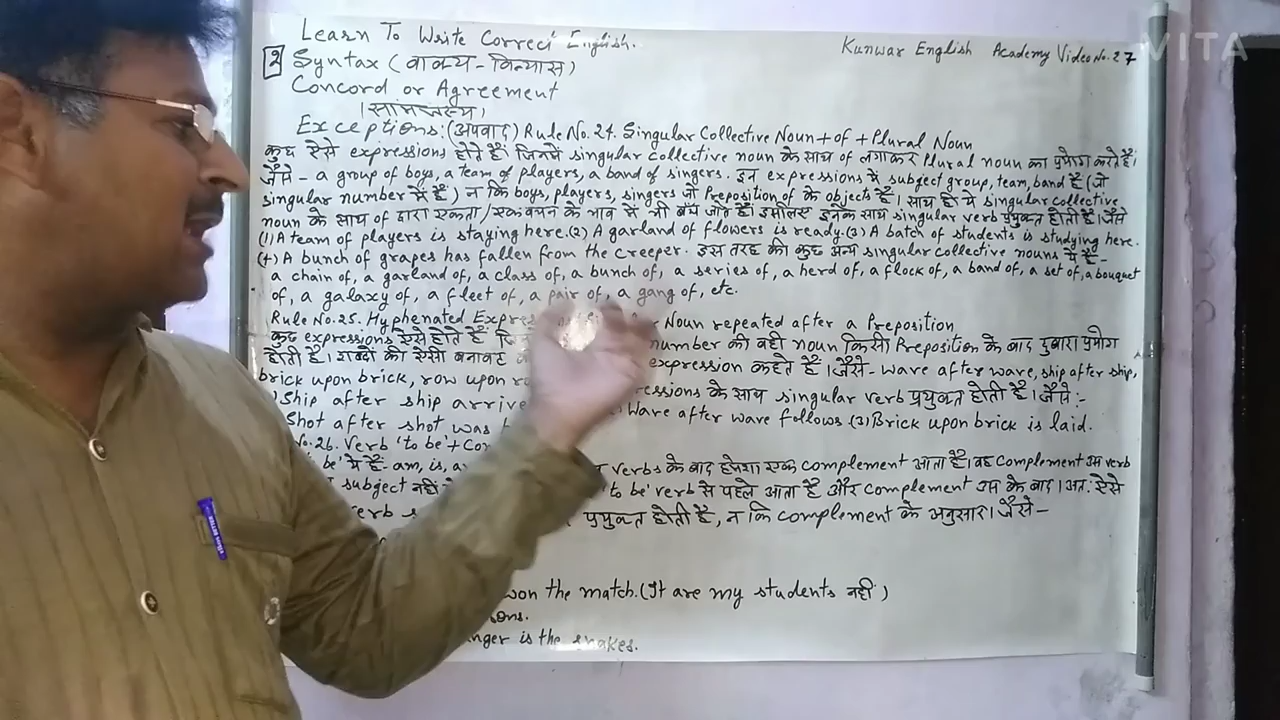 Learn To Write Correct English.
Kunwar English Academy Video No. 27
VITA
2 Syntax (वाक्य-विन्यास)
Concord or Agreement
(सामंजस्य)
Exceptions:(अपवाद) Rule No. 24. Singular Collective Noun + of + Plural Noun
कुछ ऐसे expressions होते हैं जिनमें singular collective noun के साथ of लगाकर Plural noun का प्रयोग करते हैं।
जैसे - a group of boys, a team of players, a band of singers. इन expressions में subject group, team, band हैं (जो
singular number में हैं) न कि boys, players, singers जो Preposition of के objects हैं। साथ ही ये singular collective
noun के साथ of द्वारा एकता/एकवचन के भाव में भी बंध जाते हैं। इसलिए इनके साथ singular verb प्रयुक्त होती है। जैसे
(1) A team of players is staying here. (2) A garland of flowers is ready. (3) A batch of students is studying here.
(4) A bunch of grapes has fallen from the creeper. इस तरह की कुछ अन्य singular collective nouns ये हैं-
a chain of, a garland of, a class of, a bunch of, a series of, a herd of, a flock of, a band of, a set of, a bouquet
of, a galaxy of, a fleet of, a pair of, a gang of, etc.
Rule No. 25. Hyphenated Noun repeated after a Preposition
कुछ expressions ऐसे होते हैं number की वही noun किसी Preposition के बाद दुबारा प्रयोग
होती है। शब्दों की ऐसी बनावट expression कहते हैं। जैसे- wave after wave, ship after ship,
brick upon brick, row upon के साथ singular verb प्रयुक्त होती है। जैसे :-
Ship after ship Wave after wave follows (3) Brick upon brick is laid.
Shot after shot was
No. 26. Verb 'to be' +
be' में हैं- am, is, verbs के बाद हमेशा एक complement आता है। वह complement उस verb
subject नहीं to be' verb से पहले आता है और complement उस के बाद। अतः ऐसे
प्रयुक्त होती है, न कि complement के अनुसार। जैसे-
won the match. (It are my students नहीं)
is the snakes.